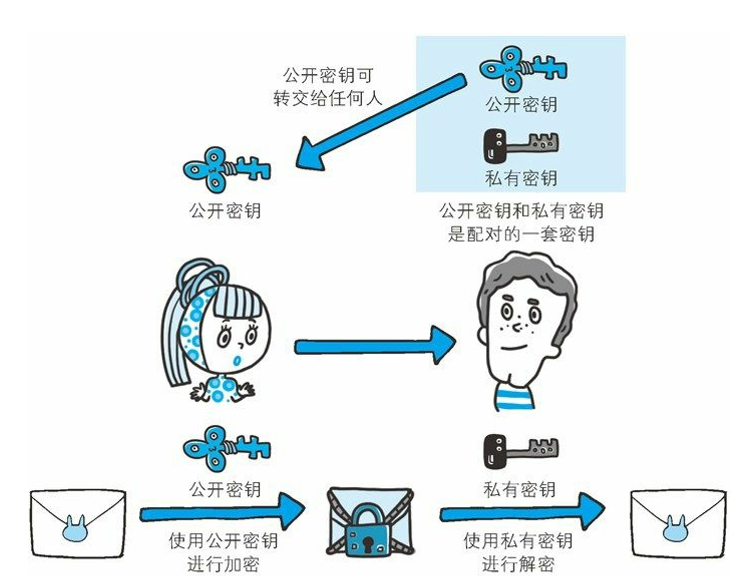 公开密钥可
转交给任何人
公开密钥
私有密钥
公开密钥
公开密钥和私有密钥
是配对的一套密钥
公开密钥
私有密钥
使用公开密钥
进行加密
使用私有密钥
进行解密